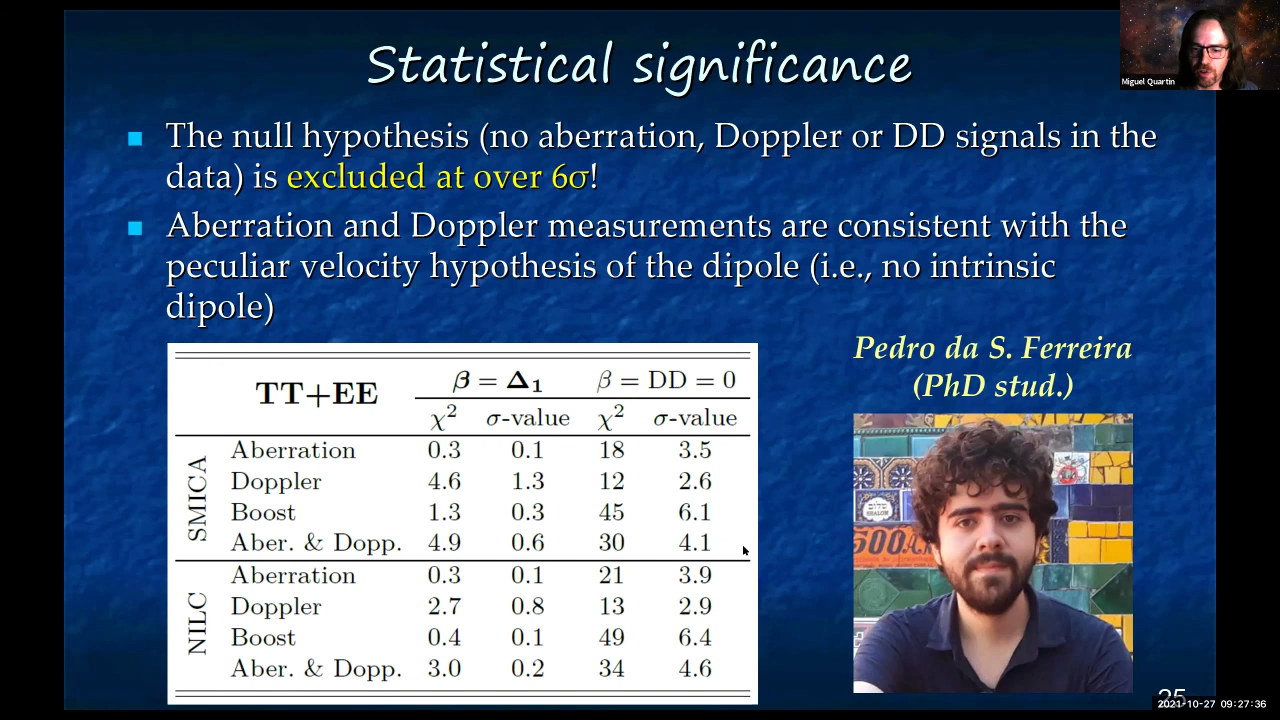 Statistical significance
Miguel Quartin
The null hypothesis (no aberration, Doppler or DD signals in the
data) is excluded at over 6σ!
Aberration and Doppler measurements are consistent with the
peculiar velocity hypothesis of the dipole (i.e., no intrinsic
dipole)
Pedro da S. Ferreira
(PhD stud.)
TT+EE β = Δ₁ β = DD = 0
χ² σ-value χ² σ-value
SMICA
Aberration 0.3 0.1 18 3.5
Doppler 4.6 1.3 12 2.6
Boost 1.3 0.3 45 6.1
Aber. & Dopp. 4.9 0.6 30 4.1
NILC
Aberration 0.3 0.1 21 3.9
Doppler 2.7 0.8 13 2.9
Boost 0.4 0.1 49 6.4
Aber. & Dopp. 3.0 0.2 34 4.6
25
2021-10-27 09:27:36